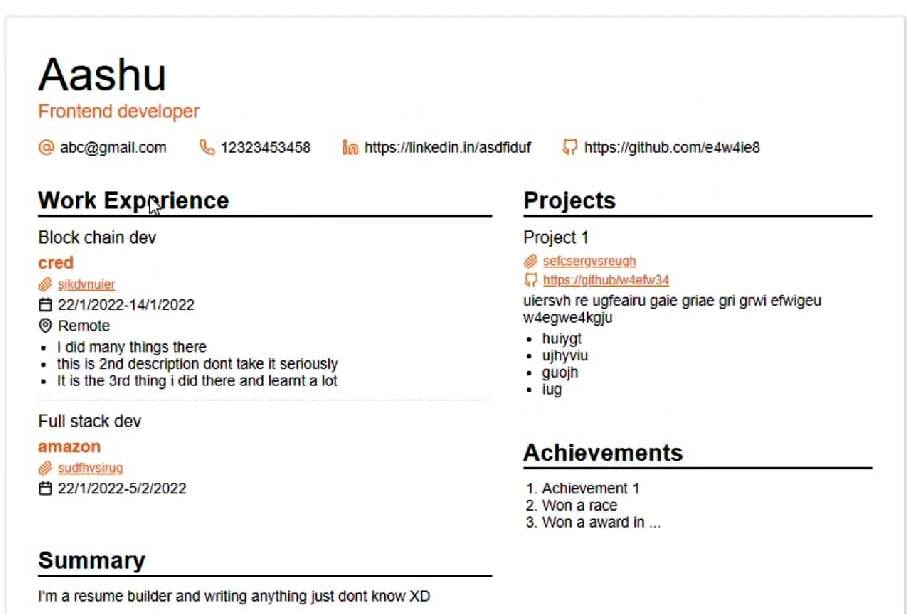 Aashu
Frontend developer
abc@gmail.com 12323453458 https://linkedin.in/asdfiduf https://github.com/e4w4ie8
Work Experience
Block chain dev
cred
sjkdvnuier
22/1/2022-14/1/2022
Remote
I did many things there
this is 2nd description dont take it seriously
It is the 3rd thing i did there and learnt a lot
Full stack dev
amazon
sudfhvsirug
22/1/2022-5/2/2022
Summary
I'm a resume builder and writing anything just dont know XD
Projects
Project 1
sefcsergvsreugh
https://github/w4efw34
uiersvh re ugfeairu gaie griae gri grwi efwigeu
w4egwe4kgju
huiygt
ujhyviu
guojh
iug
Achievements
1. Achievement 1
2. Won a race
3. Won a award in ...